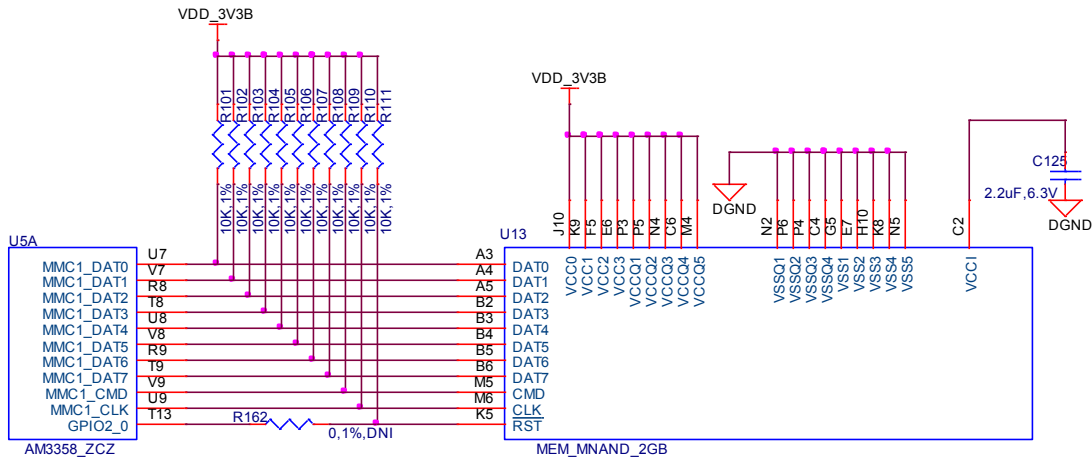 VDD_3V3B
R101
R102
R103
R104
R105
R106
R107
R108
R109
R110
R111
10K,1%
10K,1%
10K,1%
10K,1%
10K,1%
10K,1%
10K,1%
10K,1%
10K,1%
10K,1%
10K,1%
VDD_3V3B
DGND
C125
2.2uF,6.3V
DGND
J10
K9
F5
E6
P3
P5
N4
C6
M4
N2
P6
P4
C4
G5
E7
H10
K8
N5
C2
VCC0
VCC1
VCC2
VCC3
VCCQ1
VCCQ2
VCCQ3
VCCQ4
VCCQ5
VSSQ1
VSSQ2
VSSQ3
VSSQ4
VSS1
VSS2
VSS3
VSS4
VSS5
VCCI
U5A
U13
MMC1_DAT0 U7 A3 DAT0
MMC1_DAT1 V7 A4 DAT1
MMC1_DAT2 R8 A5 DAT2
MMC1_DAT3 T8 B2 DAT3
MMC1_DAT4 U8 B3 DAT4
MMC1_DAT5 V8 B4 DAT5
MMC1_DAT6 R9 B5 DAT6
MMC1_DAT7 T9 B6 DAT7
MMC1_CMD V9 M5 CMD
MMC1_CLK U9 M6 CLK
GPIO2_0 T13 R162 0,1%,DNI K5 RST
AM3358_ZCZ
MEM_MNAND_2GB